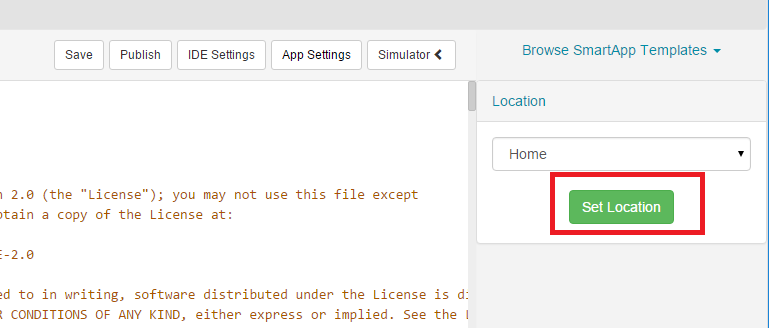 Save Publish IDE Settings App Settings Simulator Browse SmartApp Templates
Location
Home
Set Location
2.0 (the "License"); you may not use this file except
btain a copy of the License at:
E-2.0
ed to in writing, software distributed under the License is
R CONDITIONS OF ANY KIND, either express or implied. See the